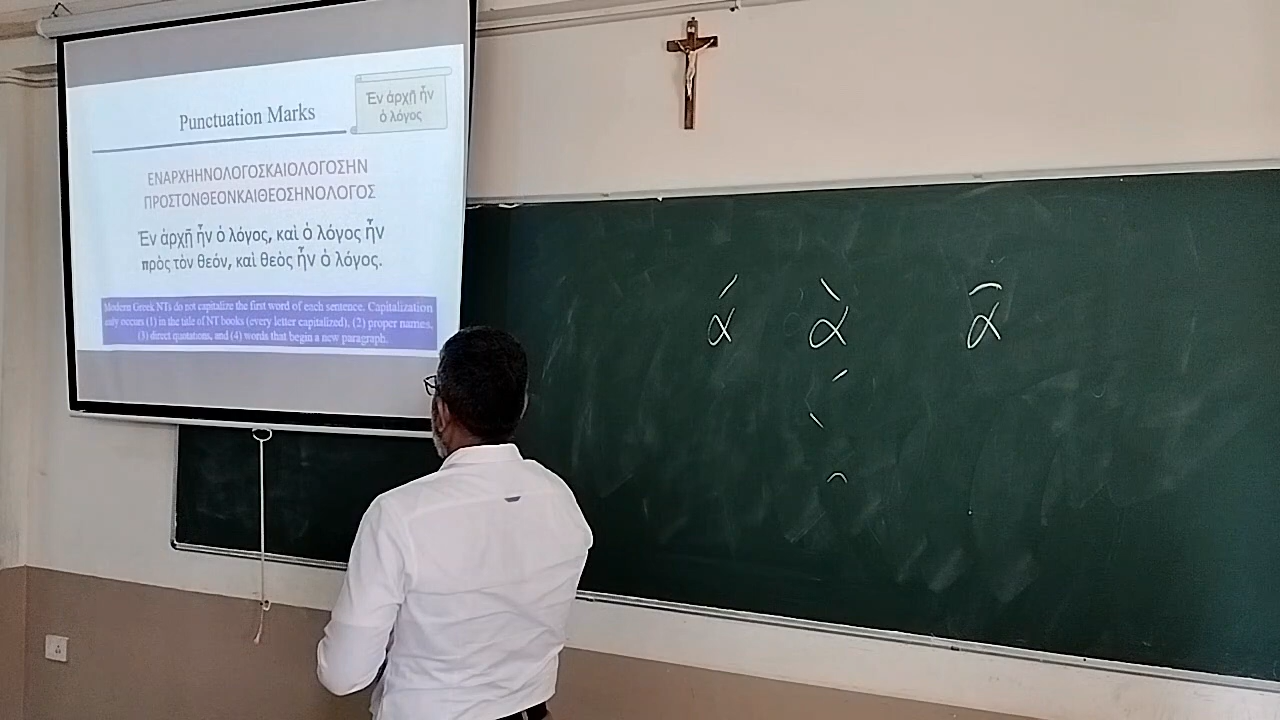 Punctuation Marks
Ἐν ἀρχῇ ἦν
ὁ λόγος
ΕΝΑΡΧΗΗΝΟΛΟΓΟΣΚΑΙΟΛΟΓΟΣΗΝ
ΠΡΟΣΤΟΝΘΕΟΝΚΑΙΘΕΟΣΗΝΟΛΟΓΟΣ
Ἐν ἀρχῇ ἦν ὁ λόγος, καὶ ὁ λόγος ἦν
πρὸς τὸν θεόν, καὶ θεὸς ἦν ὁ λόγος.
Modern Greek NTs do not capitalize the first word of each sentence. Capitalization
only occurs (1) in the title of NT books (every letter capitalized), (2) proper names,
(3) direct quotations, and (4) words that begin a new paragraph.
ά ὰ ᾶ